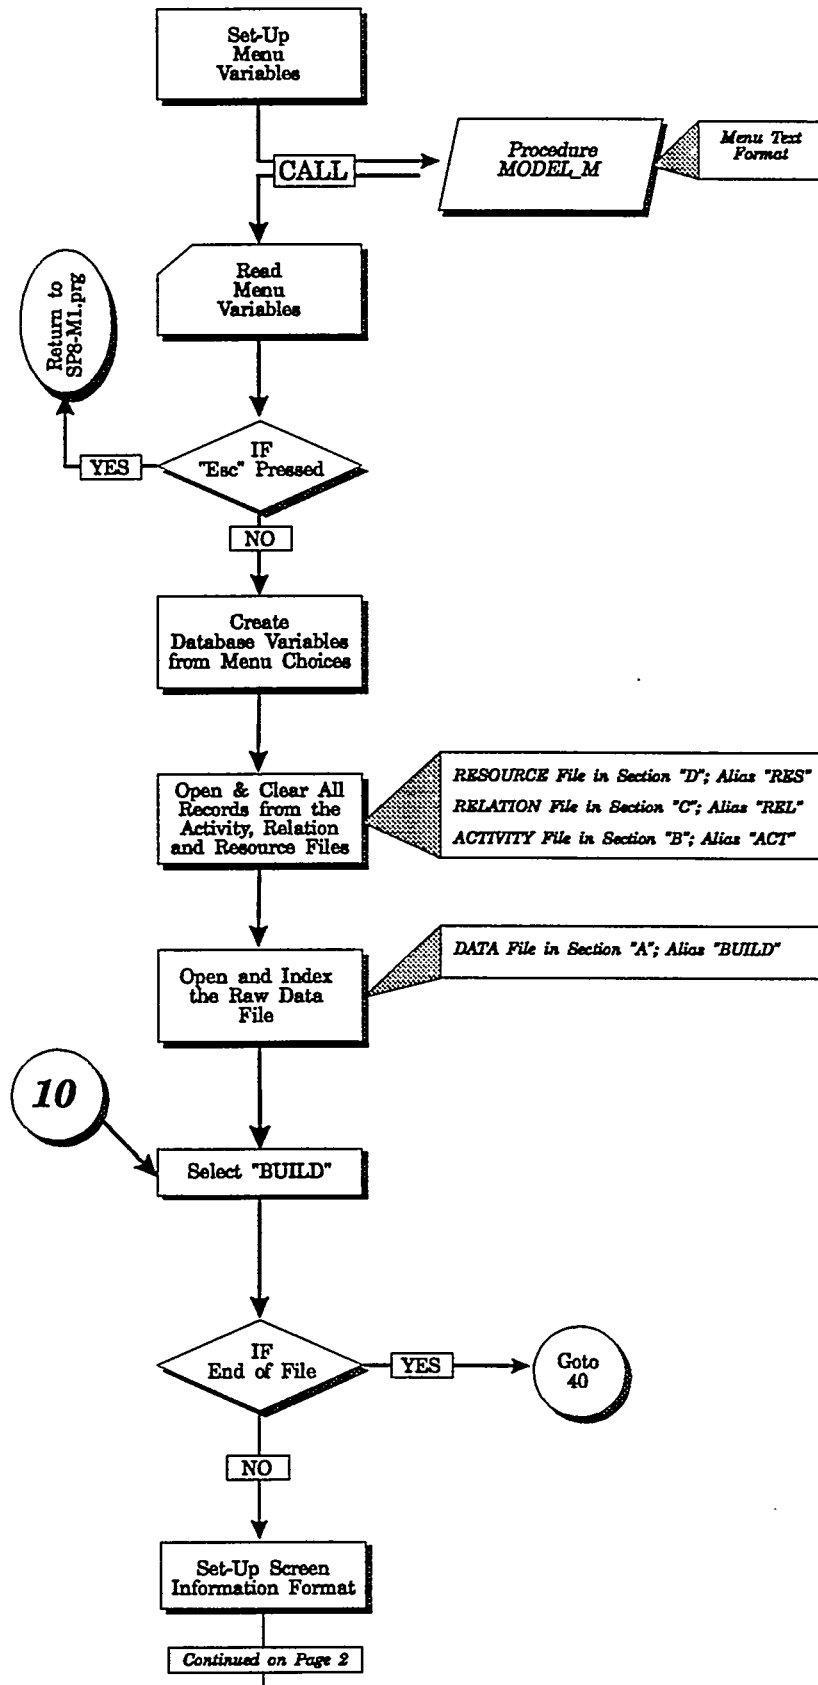 Set-Up
Menu
Variables
CALL
Procedure
MODEL_M
Menu Text
Format
Read
Menu
Variables
Return to
SP8-M1.prg
IF
"Esc" Pressed
YES
NO
Create
Database Variables
from Menu Choices
Open & Clear All
Records from the
Activity, Relation
and Resource Files
RESOURCE File in Section "D"; Alias "RES"
RELATION File in Section "C"; Alias "REL"
ACTIVITY File in Section "B"; Alias "ACT"
Open and Index
the Raw Data
File
DATA File in Section "A"; Alias "BUILD"
10
Select "BUILD"
IF
End of File
YES
Goto
40
NO
Set-Up Screen
Information Format
Continued on Page 2